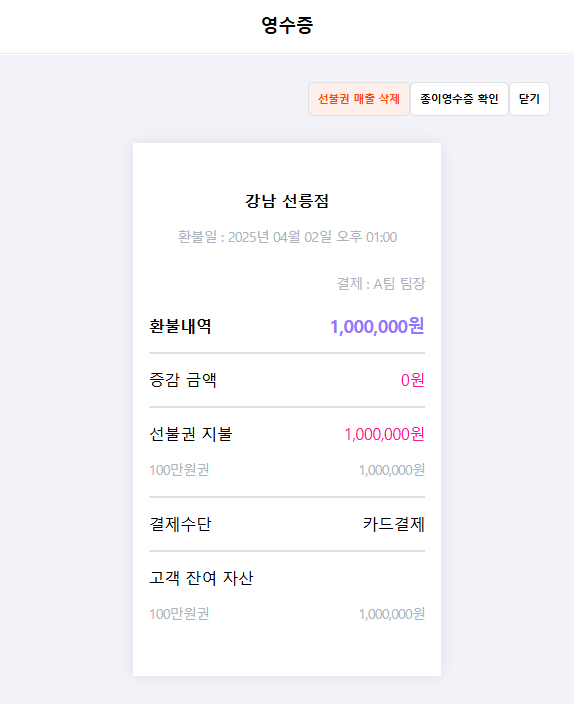 영수증
선불권 매출 삭제 종이영수증 확인 닫기
강남 선릉점
환불일 : 2025년 04월 02일 오후 01:00
결제 : A팀 팀장
환불내역 1,000,000원
증감 금액 0원
선불권 지불 1,000,000원
100만원권 1,000,000원
결제수단 카드결제
고객 잔여 자산
100만원권 1,000,000원